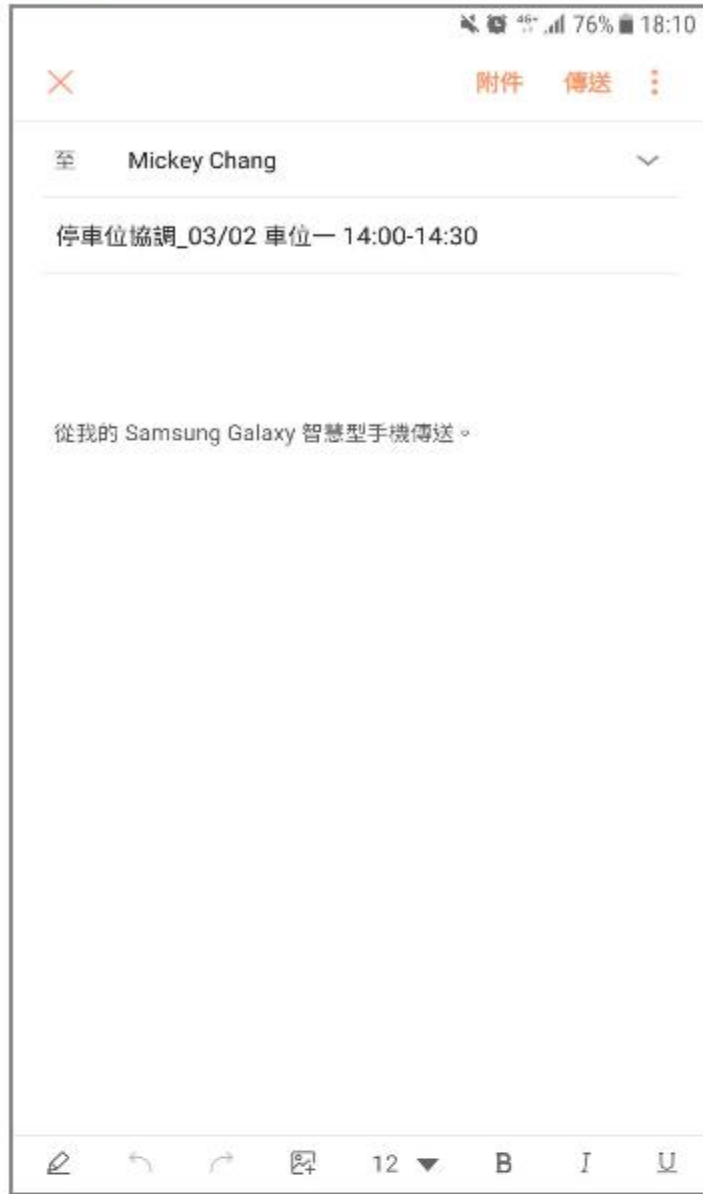 76% 18:10
附件 傳送
至 Mickey Chang
停車位協調_03/02 車位一 14:00-14:30
從我的 Samsung Galaxy 智慧型手機傳送。
12 B I U